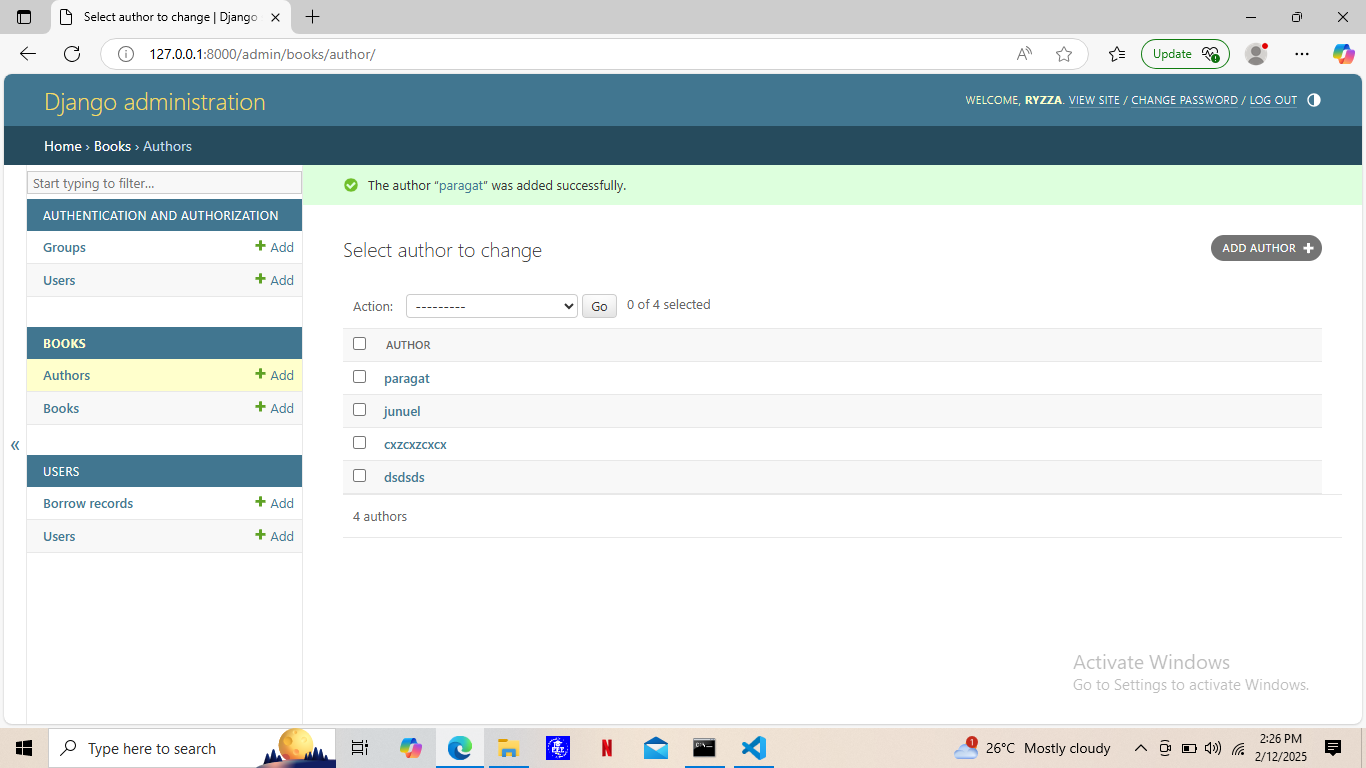 Select author to change | Django
127.0.0.1:8000/admin/books/author/
Update
Django administration
WELCOME, RYZZA. VIEW SITE / CHANGE PASSWORD / LOG OUT
Home › Books › Authors
Start typing to filter...
AUTHENTICATION AND AUTHORIZATION
Groups + Add
Users + Add
BOOKS
Authors + Add
Books + Add
USERS
Borrow records + Add
Users + Add
«
The author “paragat” was added successfully.
Select author to change
ADD AUTHOR +
Action: --------- Go 0 of 4 selected
AUTHOR
paragat
junuel
cxzcxzcxcx
dsdsds
4 authors
Activate Windows
Go to Settings to activate Windows.
Type here to search
1
26°C Mostly cloudy
2:26 PM
2/12/2025